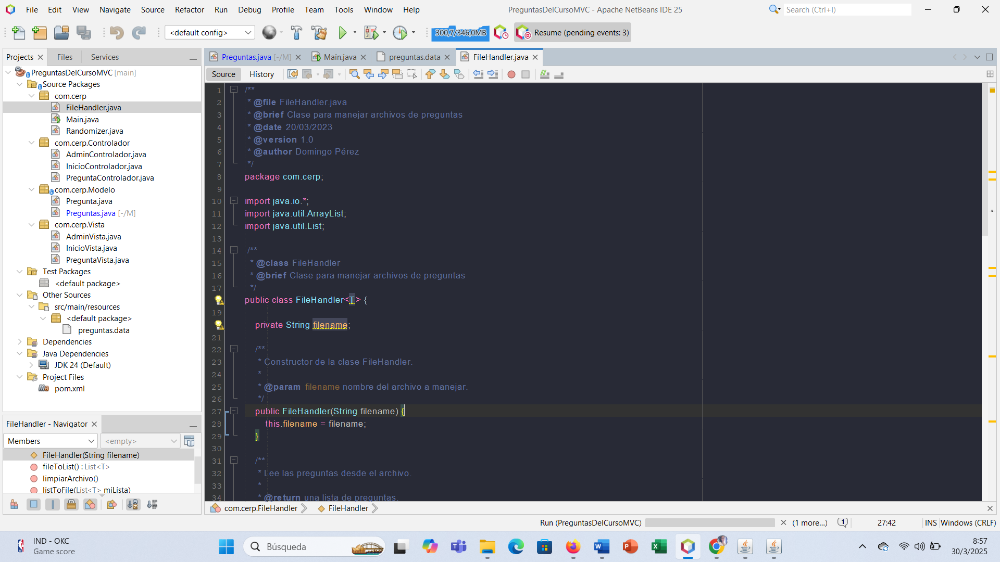 File Edit View Navigate Source Refactor Run Debug Profile Team Tools Window Help
PreguntasDelCursoMVC - Apache NetBeans IDE 25
Search (Ctrl+I)
<default config>
300,7/346,0MB
Resume (pending events: 3)
Projects
Files
Services
PreguntasDelCursoMVC [main]
Source Packages
com.cerp
FileHandler.java
Main.java
Randomizer.java
com.cerp.Controlador
AdminControlador.java
InicioControlador.java
PreguntaControlador.java
com.cerp.Modelo
Pregunta.java
Preguntas.java [-/M]
com.cerp.Vista
AdminVista.java
InicioVista.java
PreguntaVista.java
Test Packages
<default package>
Other Sources
src/main/resources
<default package>
preguntas.data
Dependencies
Java Dependencies
JDK 24 (Default)
Project Files
pom.xml
FileHandler - Navigator
Members
<empty>
FileHandler(String filename)
fileToList() : List<T>
limpiarArchivo()
listToFile(List<T> miLista)
Preguntas.java [-/M]
Main.java
preguntas.data
FileHandler.java
Source
History
1 /**
2 * @file FileHandler.java
3 * @brief Clase para manejar archivos de preguntas
4 * @date 20/03/2023
5 * @version 1.0
6 * @author Domingo Pérez
7 */
8 package com.cerp;
9
10 import java.io.*;
11 import java.util.ArrayList;
12 import java.util.List;
13
14 /**
15 * @class FileHandler
16 * @brief Clase para manejar archivos de preguntas
17 */
public class FileHandler<T> {
19
private String filename;
21
22 /**
23 * Constructor de la clase FileHandler.
24 *
25 * @param filename nombre del archivo a manejar.
26 */
27 public FileHandler(String filename) {
28 this.filename = filename;
29 }
30
31 /**
32 * Lee las preguntas desde el archivo.
33 *
34 * @return una lista de preguntas.
com.cerp.FileHandler
FileHandler
Run (PreguntasDelCursoMVC)
(1 more...)
1
27:42
INS
Windows (CRLF)
IND - OKC
Game score
Búsqueda
8:57
30/3/2025